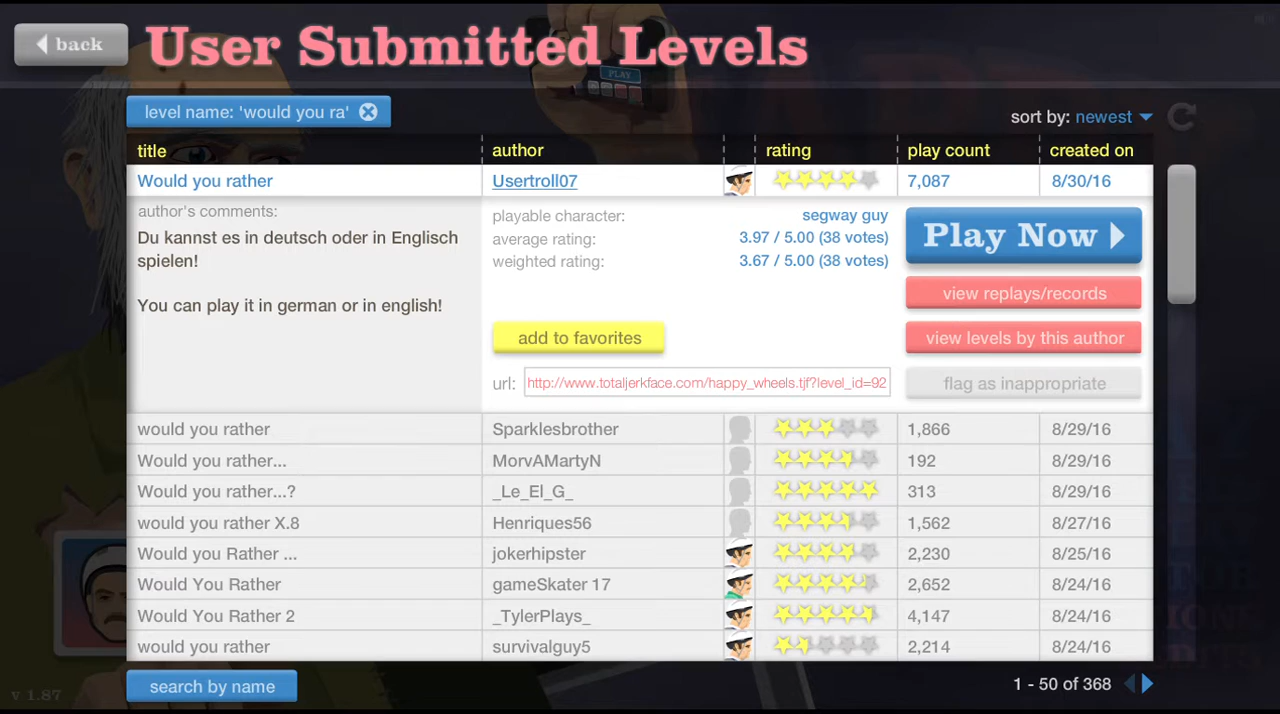 back
User Submitted Levels
PLAY
level name: 'would you ra'
sort by: newest
title author rating play count created on
Would you rather Usertroll07 7,087 8/30/16
author's comments:
Du kannst es in deutsch oder in Englisch
spielen!
You can play it in german or in english!
playable character: segway guy
average rating: 3.97 / 5.00 (38 votes)
weighted rating: 3.67 / 5.00 (38 votes)
add to favorites
url: http://www.totaljerkface.com/happy_wheels.tjf?level_id=92
Play Now
view replays/records
view levels by this author
flag as inappropriate
would you rather Sparklesbrother 1,866 8/29/16
Would you rather... MorvAMartyN 192 8/29/16
Would you rather...? _Le_El_G_ 313 8/29/16
would you rather X.8 Henriques56 1,562 8/27/16
Would you Rather ... jokerhipster 2,230 8/25/16
Would You Rather gameSkater 17 2,652 8/24/16
Would You Rather 2 _TylerPlays_ 4,147 8/24/16
would you rather survivalguy5 2,214 8/24/16
v 1.87
search by name
1 - 50 of 368